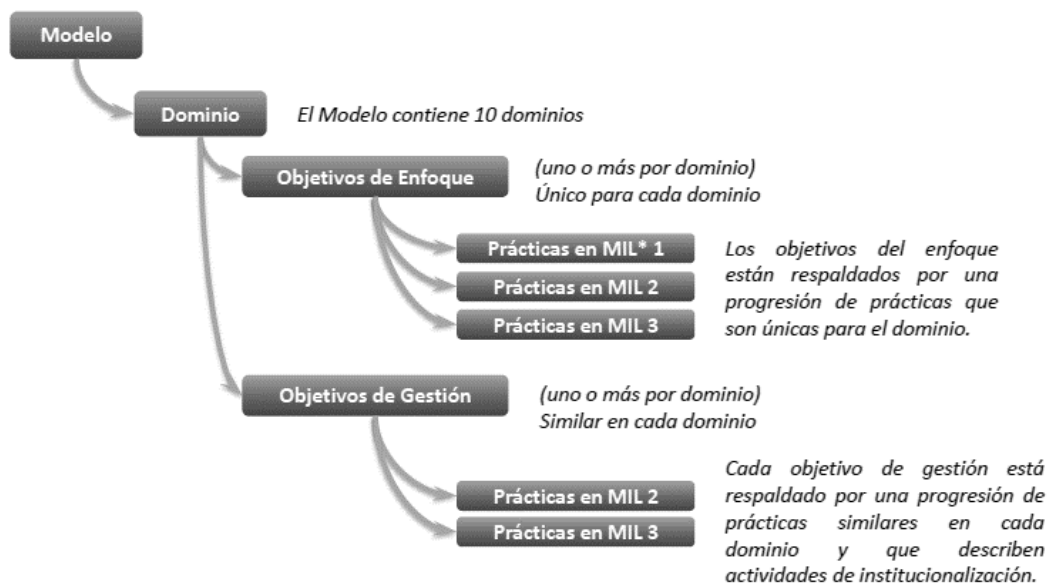 Modelo
Dominio
El Modelo contiene 10 dominios
Objetivos de Enfoque
(uno o más por dominio)
Único para cada dominio
Prácticas en MIL* 1
Prácticas en MIL 2
Prácticas en MIL 3
Los objetivos del enfoque
están respaldados por una
progresión de prácticas que
son únicas para el dominio.
Objetivos de Gestión
(uno o más por dominio)
Similar en cada dominio
Prácticas en MIL 2
Prácticas en MIL 3
Cada objetivo de gestión está
respaldado por una progresión de
prácticas similares en cada
dominio y que describen
actividades de institucionalización.